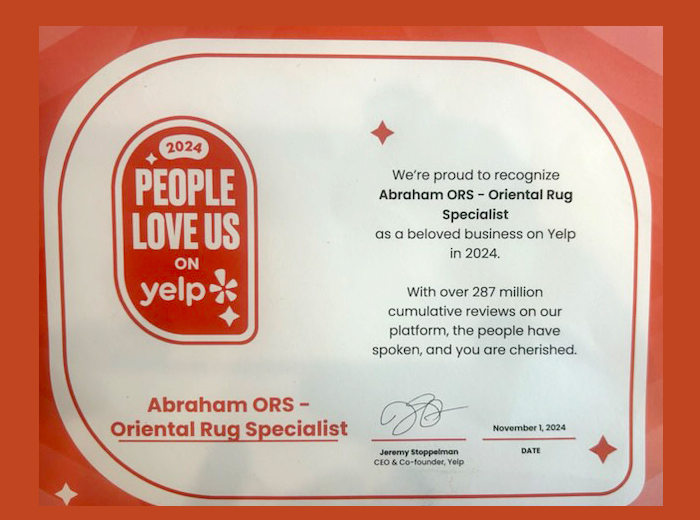 2024
PEOPLE
LOVE US
ON
yelp
Abraham ORS -
Oriental Rug Specialist
We're proud to recognize
Abraham ORS - Oriental Rug
Specialist
as a beloved business on Yelp
in 2024.
With over 287 million
cumulative reviews on our
platform, the people have
spoken, and you are cherished.
Jeremy Stoppelman
CEO & Co-founder, Yelp
November 1, 2024
DATE